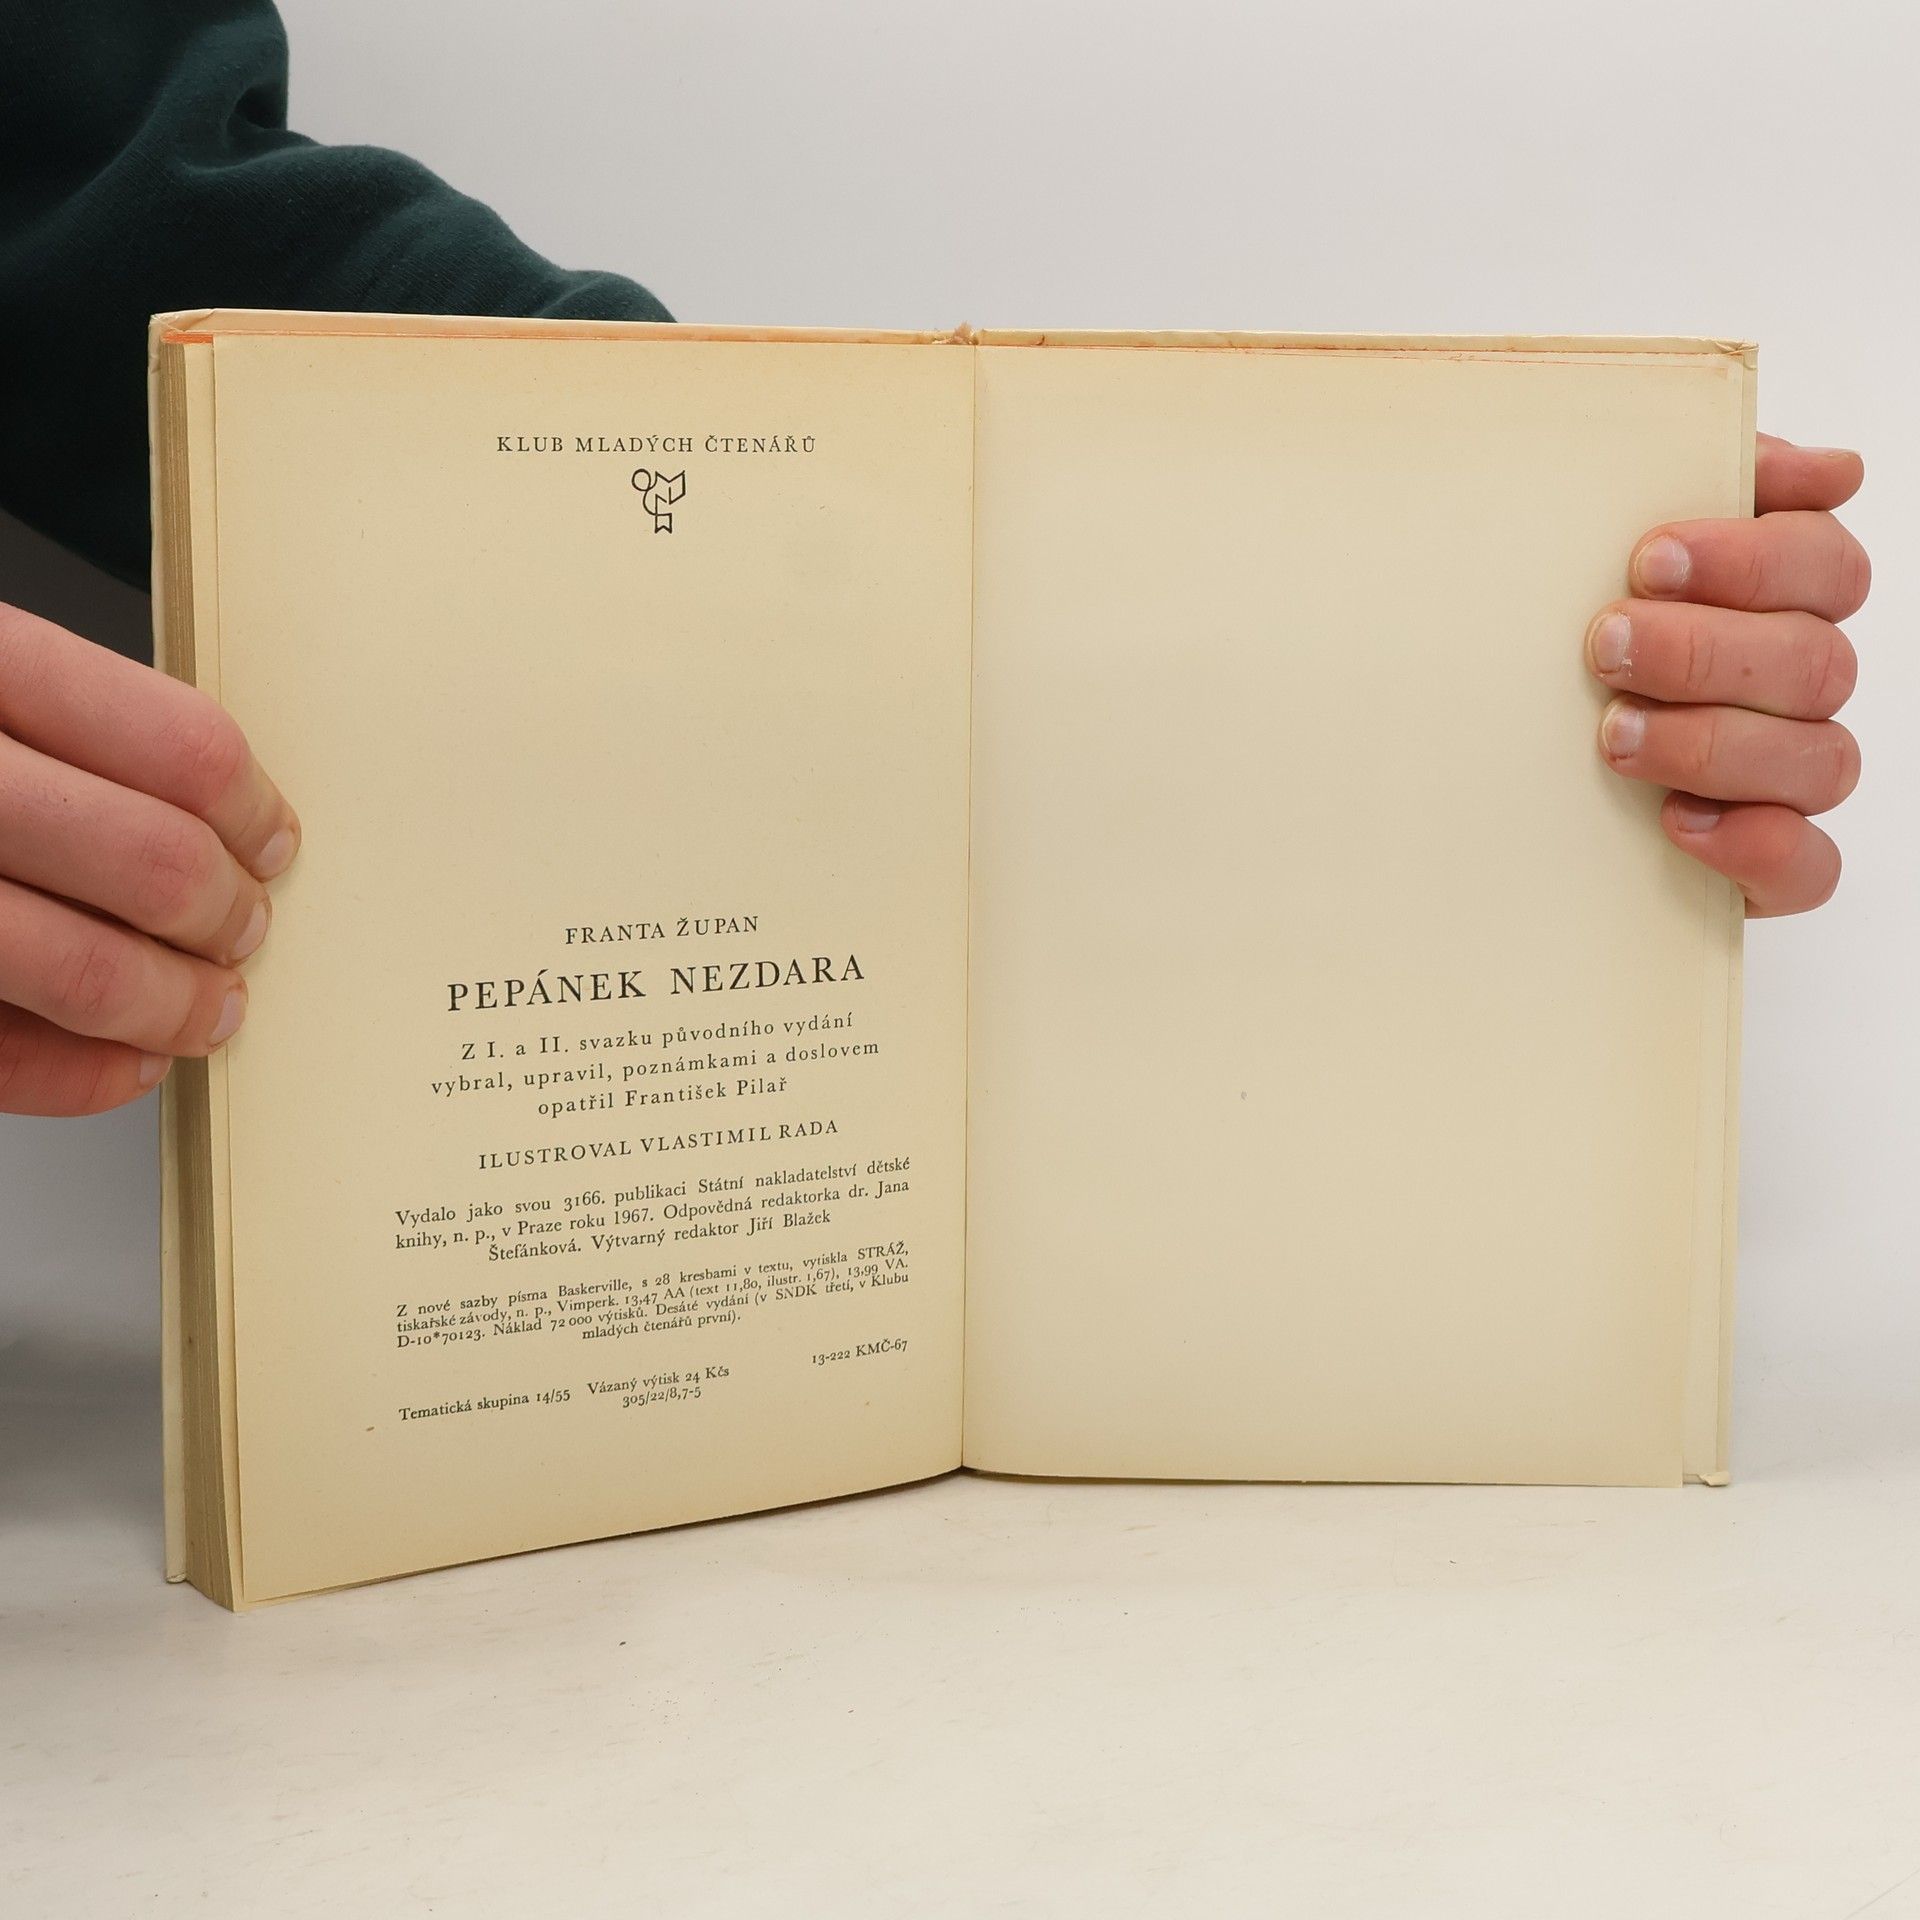 KLUB MLADÝCH ČTENÁŘŮ
FRANTA ŽUPAN
PEPÁNEK NEZDARA
Z I. a II. svazku původního vydání
vybral, upravil, poznámkami a doslovem
opatřil František Pilař
ILUSTROVAL VLASTIMIL RADA
Vydalo jako svou 3166. publikaci Státní nakladatelství dětské
knihy, n. p., v Praze roku 1967. Odpovědná redaktorka dr. Jana
Štefánková. Výtvarný redaktor Jiří Blažek
Z nové sazby písma Baskerville, s 28 kresbami v textu, vytiskla STRÁŽ,
tiskařské závody, n. p., Vimperk. 13,47 AA (text 11,80, ilustr. 1,67), 13,99 VA.
D-10*70123. Náklad 72 000 výtisků. Desáté vydání (v SNDK třetí, v Klubu
mladých čtenářů první).
13-222 KMČ-67
Tematická skupina 14/55 Vázaný výtisk 24 Kčs
305/22/8,7-5